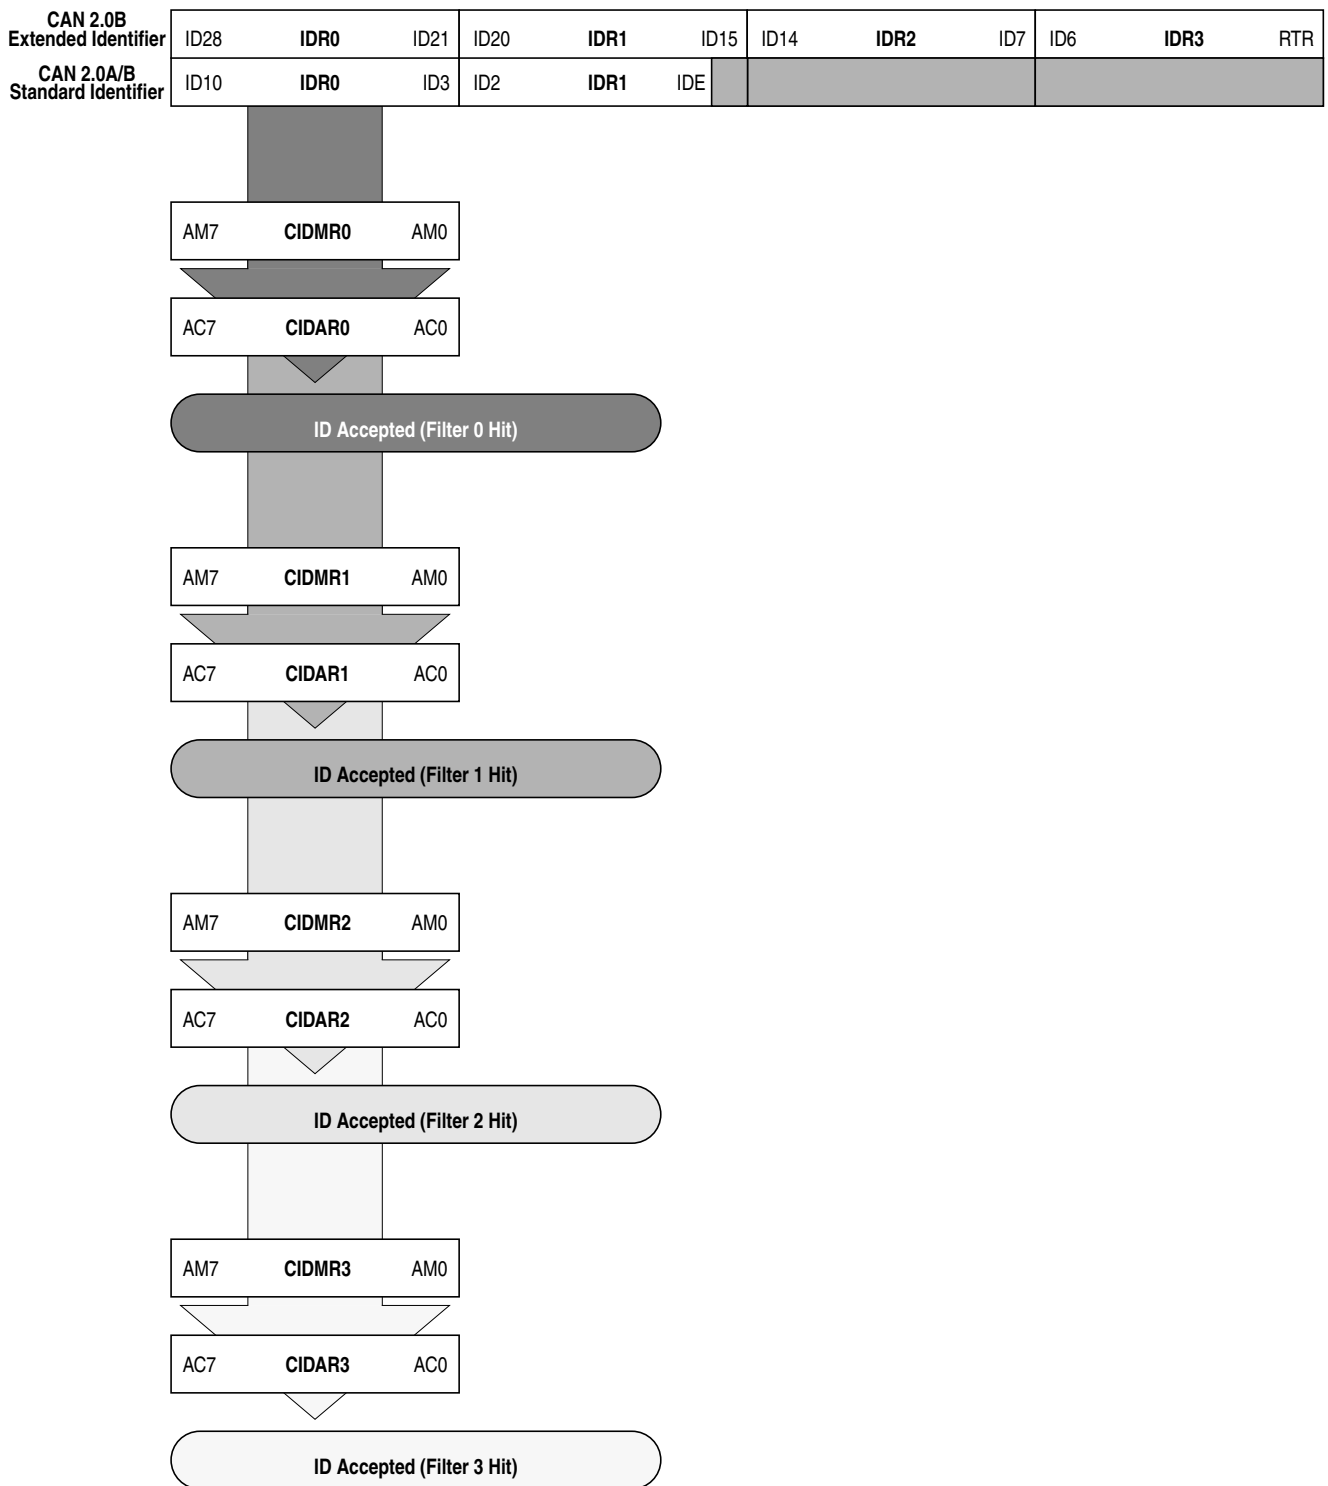 CAN 2.0B
Extended Identifier ID28 IDR0 ID21 ID20 IDR1 ID15 ID14 IDR2 ID7 ID6 IDR3 RTR
CAN 2.0A/B
Standard Identifier ID10 IDR0 ID3 ID2 IDR1 IDE
AM7 CIDMR0 AM0
AC7 CIDAR0 AC0
ID Accepted (Filter 0 Hit)
AM7 CIDMR1 AM0
AC7 CIDAR1 AC0
ID Accepted (Filter 1 Hit)
AM7 CIDMR2 AM0
AC7 CIDAR2 AC0
ID Accepted (Filter 2 Hit)
AM7 CIDMR3 AM0
AC7 CIDAR3 AC0
ID Accepted (Filter 3 Hit)